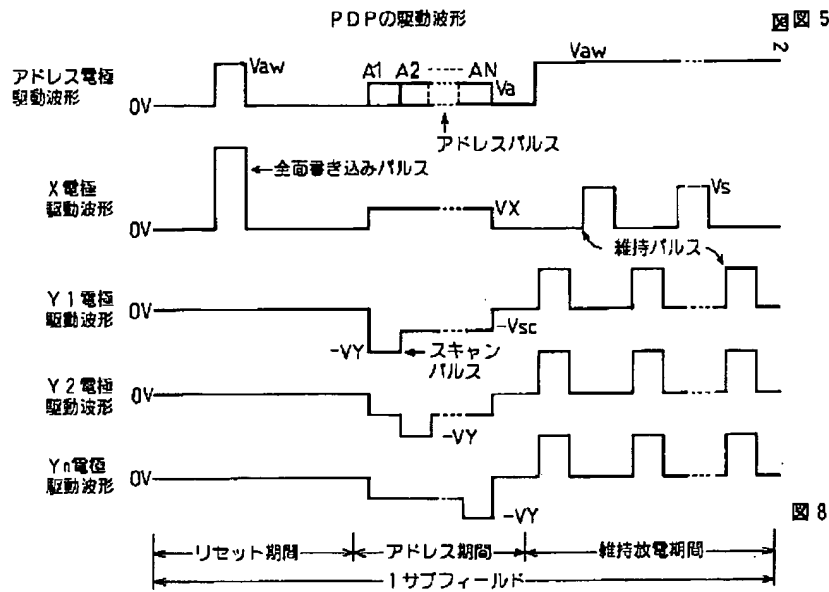 PDPの駆動波形
図2
図5
アドレス電極
駆動波形
0V
Vaw
A1 A2 AN
Va
Vaw
アドレスパルス
X電極
駆動波形
0V
全面書き込みパルス
VX
Vs
維持パルス
Y1電極
駆動波形
0V
-VY
スキャン
パルス
-Vsc
Y2電極
駆動波形
0V
-VY
Yn電極
駆動波形
0V
-VY
図8
リセット期間
アドレス期間
維持放電期間
1サブフィールド